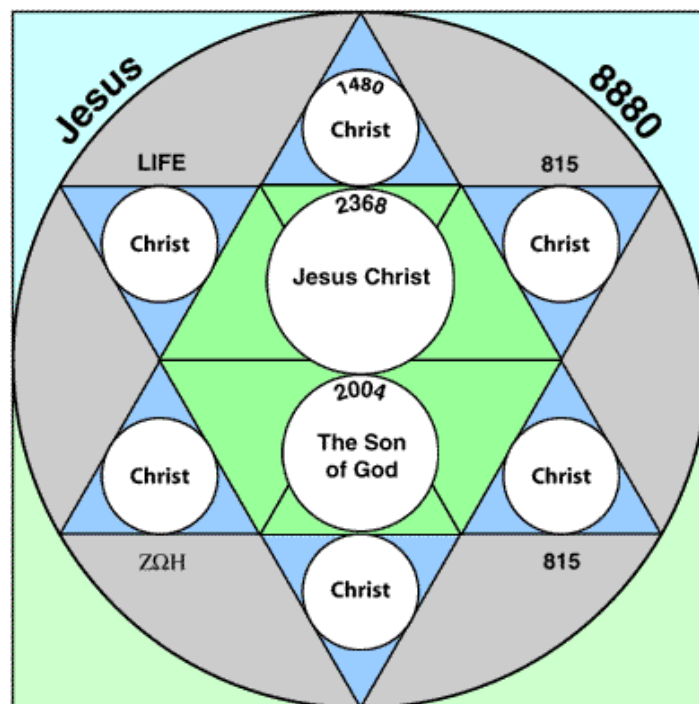 Jesus
8880
1480
Christ
LIFE
815
Christ
2368
Christ
Jesus Christ
2004
Christ
The Son
of God
Christ
ΖΩΗ
Christ
815